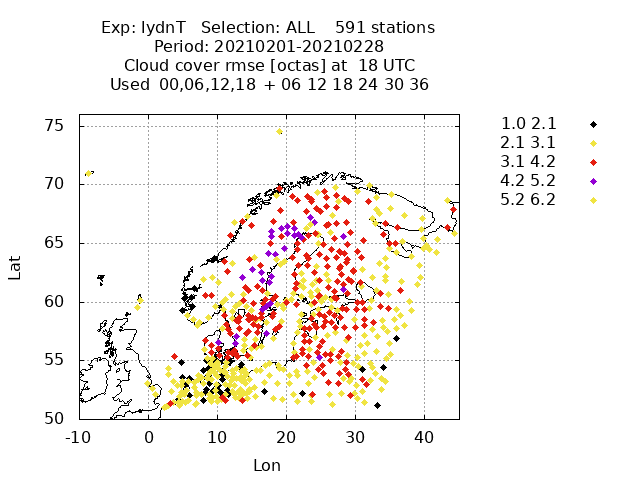 Exp: IydnT   Selection: ALL    591 stations
Period: 20210201-20210228
Cloud cover rmse [octas] at  18 UTC
Used  00,06,12,18  + 06 12 18 24 30 36
75
70
65
60
55
50
-10 0 10 20 30 40
Lat
Lon
1.0 2.1
2.1 3.1
3.1 4.2
4.2 5.2
5.2 6.2